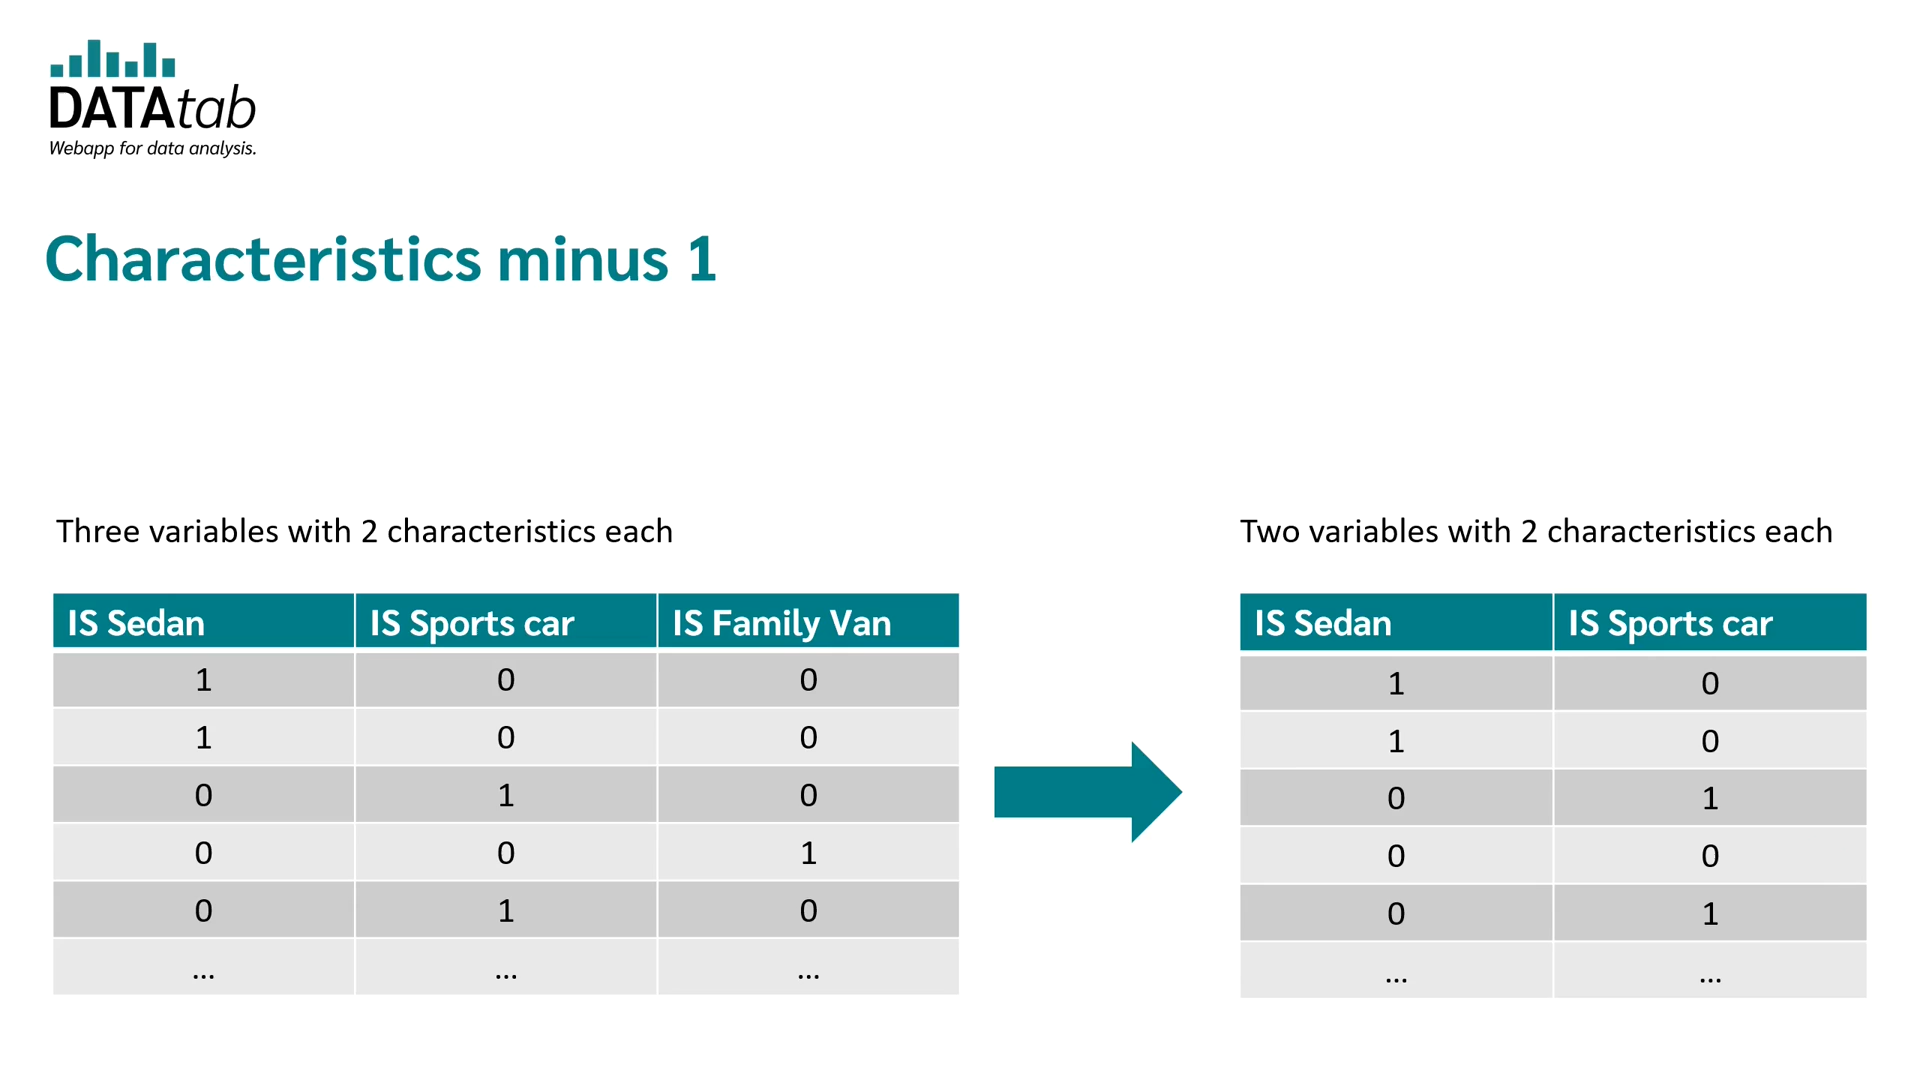 DATAtab
Webapp for data analysis.
Characteristics minus 1
Three variables with 2 characteristics each
IS Sedan IS Sports car IS Family Van
1 0 0
1 0 0
0 1 0
0 0 1
0 1 0
... ... ...
Two variables with 2 characteristics each
IS Sedan IS Sports car
1 0
1 0
0 1
0 0
0 1
... ...